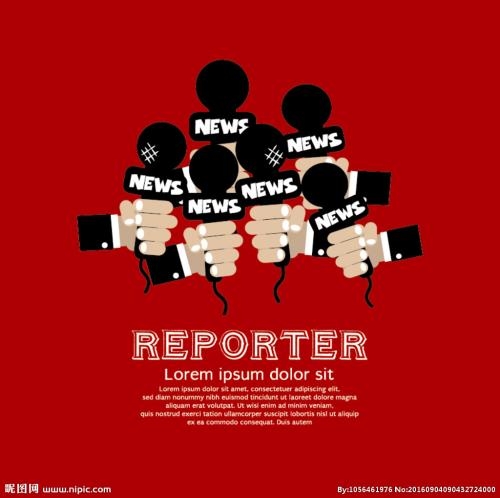 NEWS
NEWS
NEWS
NEWS
NEWS
NEWS
REPORTER
Lorem ipsum dolor sit
Lorem ipsum dolor sit amet, consectetuer adipiscing elit,
sed diam nonummy nibh euismod tincidunt ut laoreet dolore magna
aliquam erat volutpat. Ut wisi enim ad minim veniam,
quis nostrud exerci tation ullamcorper suscipit lobortis nisl ut aliquip
ex ea commodo consequat. Duis autem
昵图网 www.nipic.com
By:1056461976 No:20160904090432724000